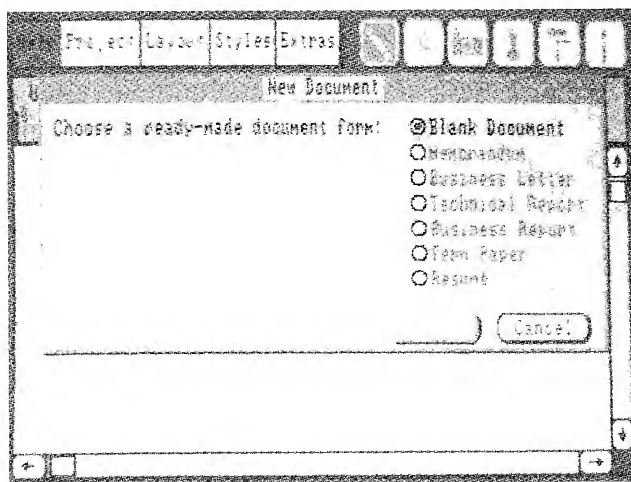 Project Layout Styles Extras
New Document
Choose a ready-made document form:
Blank Document
Memorandum
Business Letter
Technical Report
Business Report
Term Paper
Resume
Cancel